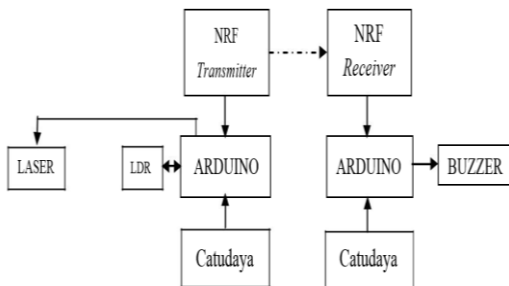 NRF
Transmitter
NRF
Receiver
LASER
LDR
ARDUINO
ARDUINO
BUZZER
Catudaya
Catudaya